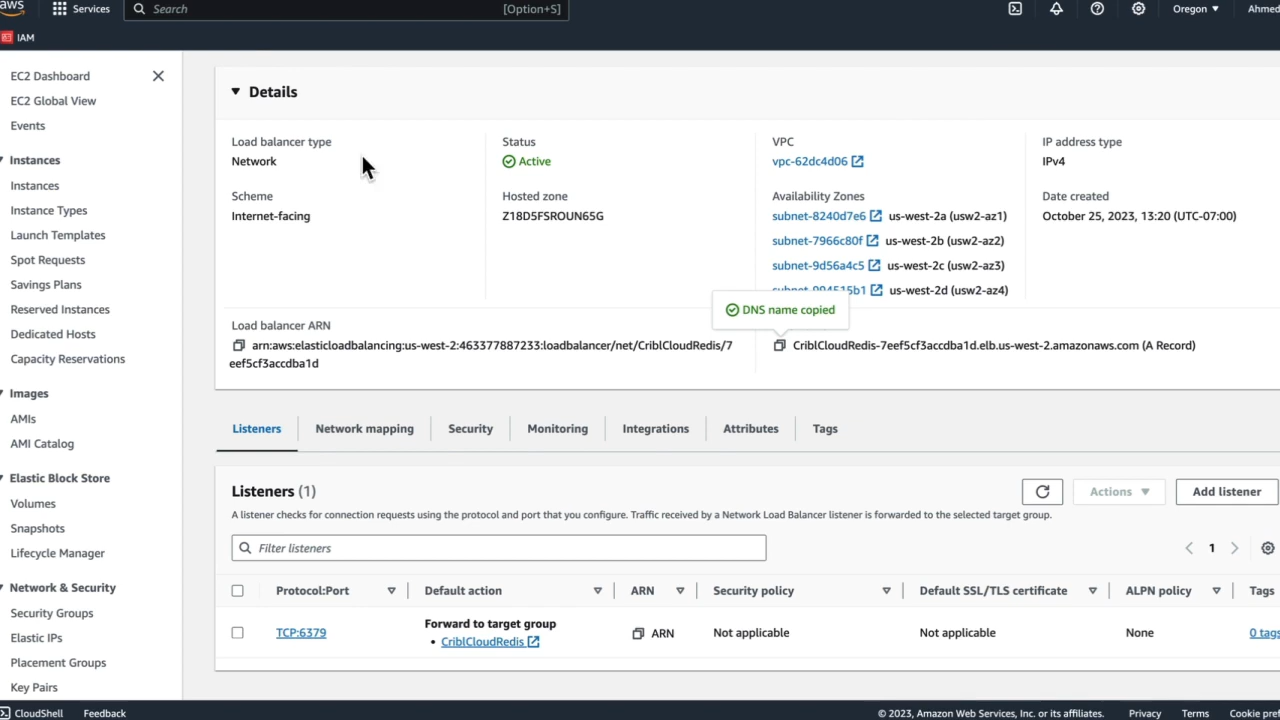 aws
Services
Search
[Option+S]
Oregon
Ahmed
IAM
EC2 Dashboard
EC2 Global View
Events
Instances
Instances
Instance Types
Launch Templates
Spot Requests
Savings Plans
Reserved Instances
Dedicated Hosts
Capacity Reservations
Images
AMIs
AMI Catalog
Elastic Block Store
Volumes
Snapshots
Lifecycle Manager
Network & Security
Security Groups
Elastic IPs
Placement Groups
Key Pairs
Details
Load balancer type
Network
Status
Active
VPC
vpc-62dc4d06
IP address type
IPv4
Scheme
Internet-facing
Hosted zone
Z18D5FSROUN65G
Availability Zones
subnet-8240d7e6 us-west-2a (usw2-az1)
subnet-7966c80f us-west-2b (usw2-az2)
subnet-9d56a4c5 us-west-2c (usw2-az3)
us-west-2d (usw2-az4)
Date created
October 25, 2023, 13:20 (UTC-07:00)
DNS name copied
Load balancer ARN
arn:aws:elasticloadbalancing:us-west-2:463377887233:loadbalancer/net/CriblCloudRedis/7
eef5cf3accdba1d
CriblCloudRedis-7eef5cf3accdba1d.elb.us-west-2.amazonaws.com (A Record)
Listeners
Network mapping
Security
Monitoring
Integrations
Attributes
Tags
Listeners (1)
Actions
Add listener
A listener checks for connection requests using the protocol and port that you configure. Traffic received by a Network Load Balancer listener is forwarded to the selected target group.
Filter listeners
1
Protocol:Port
Default action
ARN
Security policy
Default SSL/TLS certificate
ALPN policy
Tags
TCP:6379
Forward to target group
• CriblCloudRedis
ARN
Not applicable
Not applicable
None
0 tags
CloudShell
Feedback
© 2023, Amazon Web Services, Inc. or its affiliates.
Privacy
Terms
Cookie pref